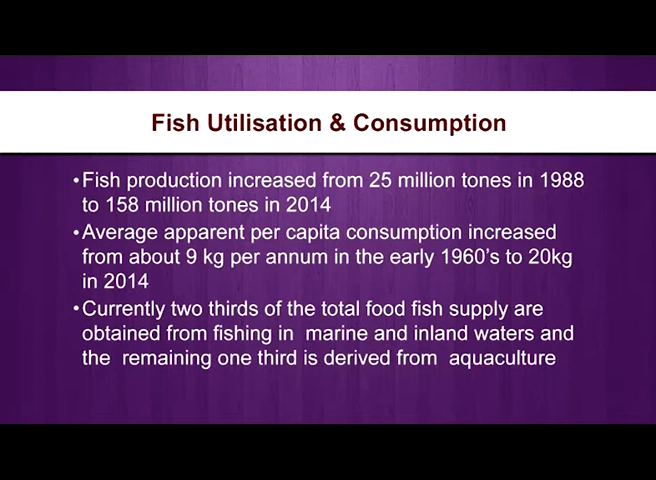 Fish Utilisation & Consumption
•Fish production increased from 25 million tones in 1988
to 158 million tones in 2014
•Average apparent per capita consumption increased
from about 9 kg per annum in the early 1960's to 20kg
in 2014
•Currently two thirds of the total food fish supply are
obtained from fishing in marine and inland waters and
the remaining one third is derived from aquaculture